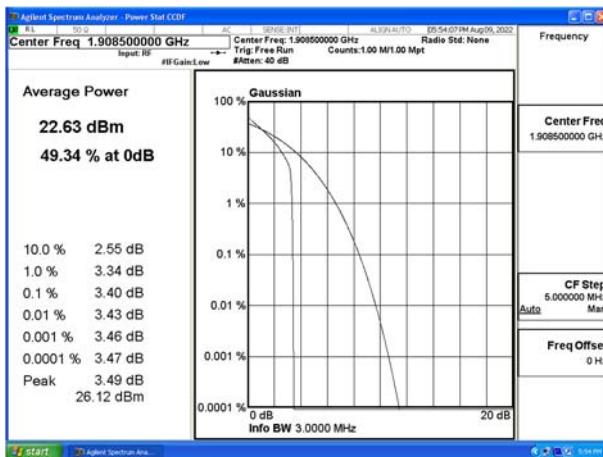 Agilent Spectrum Analyzer - Power Stat CCDF
RL 50 Ω AC SENSE:INT ALIGN AUTO 05:54:07 PM Aug 09, 2022
Center Freq 1.908500000 GHz
Input: RF
#IFGain:Low
Center Freq: 1.908500000 GHz
Trig: Free Run Counts:1.00 M/1.00 Mpt
#Atten: 40 dB
Radio Std: None
Frequency
Average Power
22.63 dBm
49.34 % at 0dB
10.0 % 2.55 dB
1.0 % 3.34 dB
0.1 % 3.40 dB
0.01 % 3.43 dB
0.001 % 3.46 dB
0.0001 % 3.47 dB
Peak 3.49 dB
26.12 dBm
Gaussian
100 %
10 %
1 %
0.1 %
0.01 %
0.001 %
0.0001 %
0 dB 20 dB
Info BW 3.0000 MHz
Center Freq
1.908500000 GHz
CF Step
5.000000 MHz
Auto Man
Freq Offset
0 Hz
start
Agilent Spectrum Ana...
5:54 PM